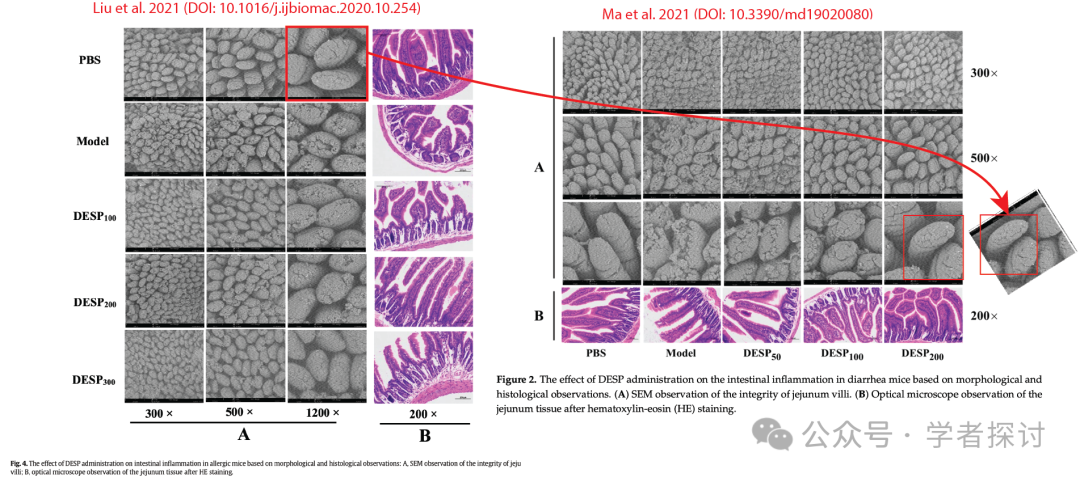 Liu et al. 2021 (DOI: 10.1016/j.ijbiomac.2020.10.254)
PBS
Model
DESP100
DESP200
DESP300
300 ×
500 ×
1200 ×
200 ×
A
B
Fig. 4. The effect of DESP administration on intestinal inflammation in allergic mice based on morphological and histological observations: A, SEM observation of the integrity of jeju
villi: B, optical microscope observation of the jejunum tissue after HE staining.
Ma et al. 2021 (DOI: 10.3390/md19020080)
A
300×
500×
B
200×
PBS
Model
DESP50
DESP100
DESP200
Figure 2. The effect of DESP administration on the intestinal inflammation in diarrhea mice based on morphological and
histological observations. (A) SEM observation of the integrity of jejunum villi. (B) Optical microscope observation of the
jejunum tissue after hematoxylin-eosin (HE) staining.
公众号 · 学者探讨